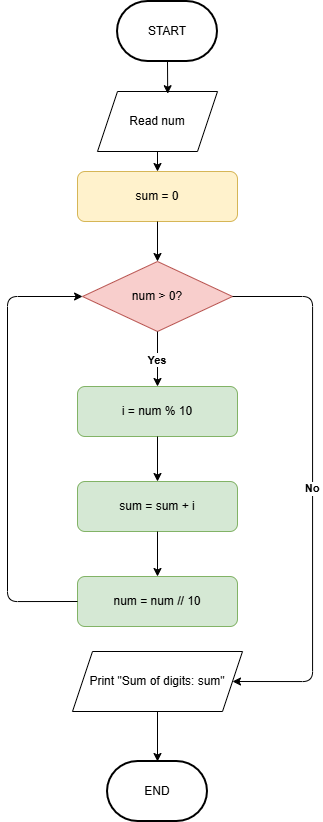 START
Read num
sum = 0
num > 0?
Yes
i = num % 10
No
sum = sum + i
num = num // 10
Print "Sum of digits: sum"
END